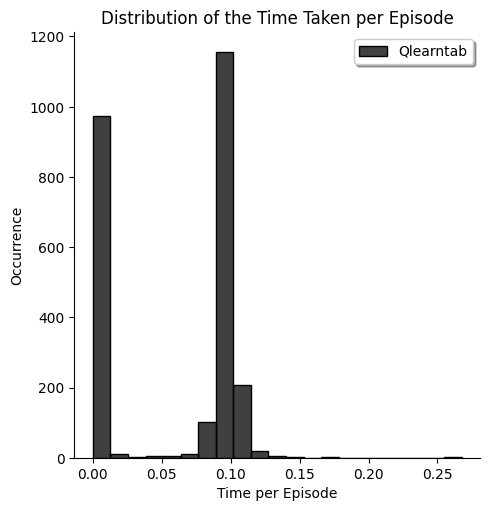 Distribution of the Time Taken per Episode
Qlearntab
1200
1000
800
600
400
200
0
Occurrence
0.00 0.05 0.10 0.15 0.20 0.25
Time per Episode